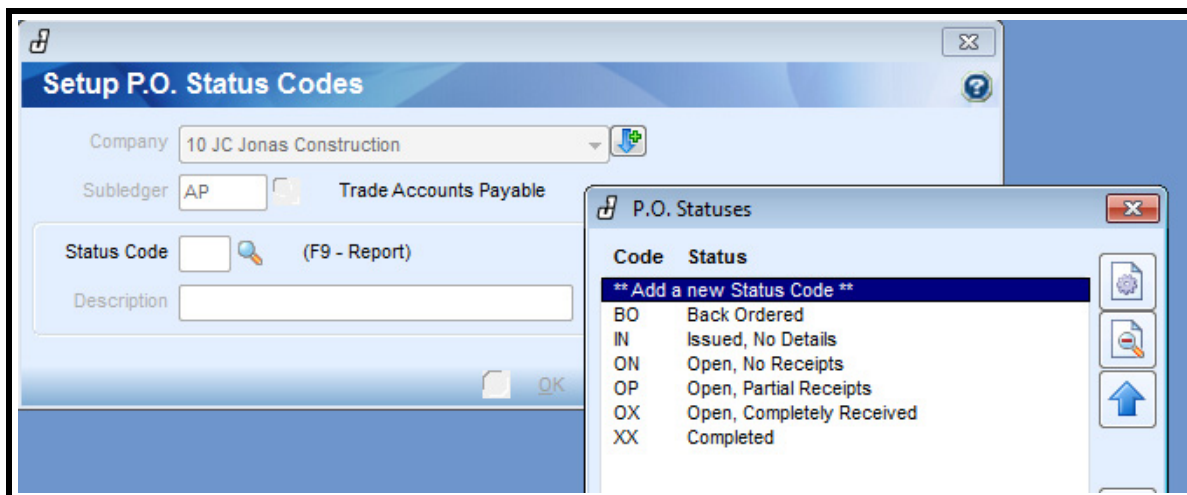 Setup P.O. Status Codes
Company 10 JC Jonas Construction
Subledger AP Trade Accounts Payable
Status Code (F9 - Report)
Description
OK
P.O. Statuses
Code Status
** Add a new Status Code **
BO Back Ordered
IN Issued, No Details
ON Open, No Receipts
OP Open, Partial Receipts
OX Open, Completely Received
XX Completed